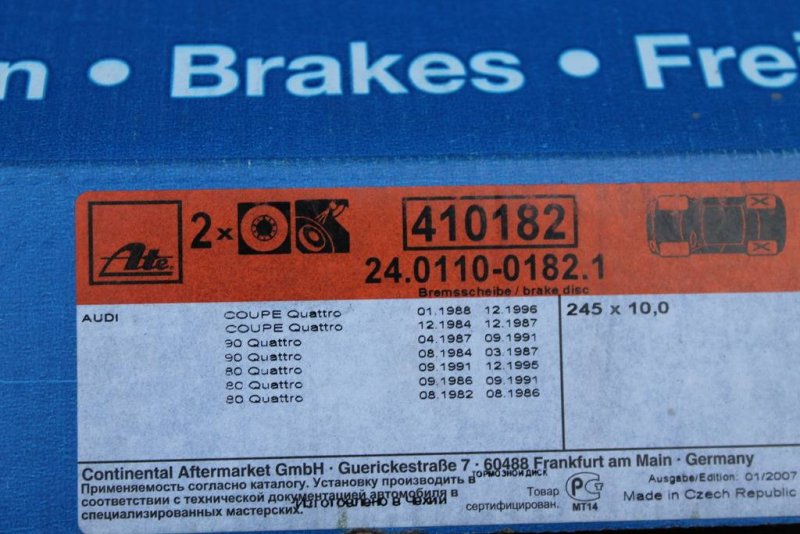 n • Brakes • Frei
Ate
2x
410182
24.0110-0182.1
Bremsscheibe / brake disc
AUDI
COUPE Quattro 01.1988 12.1996
COUPE Quattro 12.1984 12.1987
90 Quattro 04.1987 09.1991
90 Quattro 08.1984 03.1987
80 Quattro 09.1991 12.1995
80 Quattro 09.1986 09.1991
80 Quattro 08.1982 08.1986
245 x 10,0
Continental Aftermarket GmbH · Guerickestraße 7 · 60488 Frankfurt am Main · Germany
Применяемость согласно каталогу. Установку производить в
соответствии с технической документацией автомобиля в
специализированных мастерских.
тормозной диск
Изготовлено в Чехии
Товар
сертифицирован.
РСТ
МТ14
Ausgabe/Edition: 01/2007
Made in Czech Republic